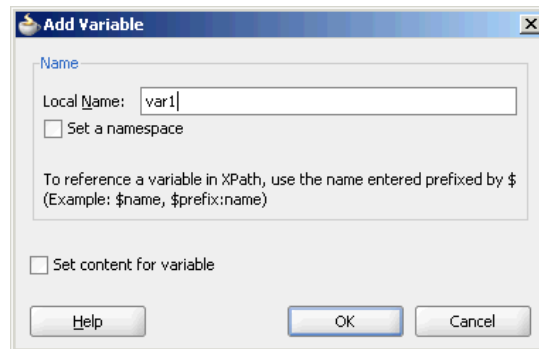 Add Variable
Name
Local Name: var1
Set a namespace
To reference a variable in XPath, use the name entered prefixed by $
(Example: $name, $prefix:name)
Set content for variable
Help OK Cancel